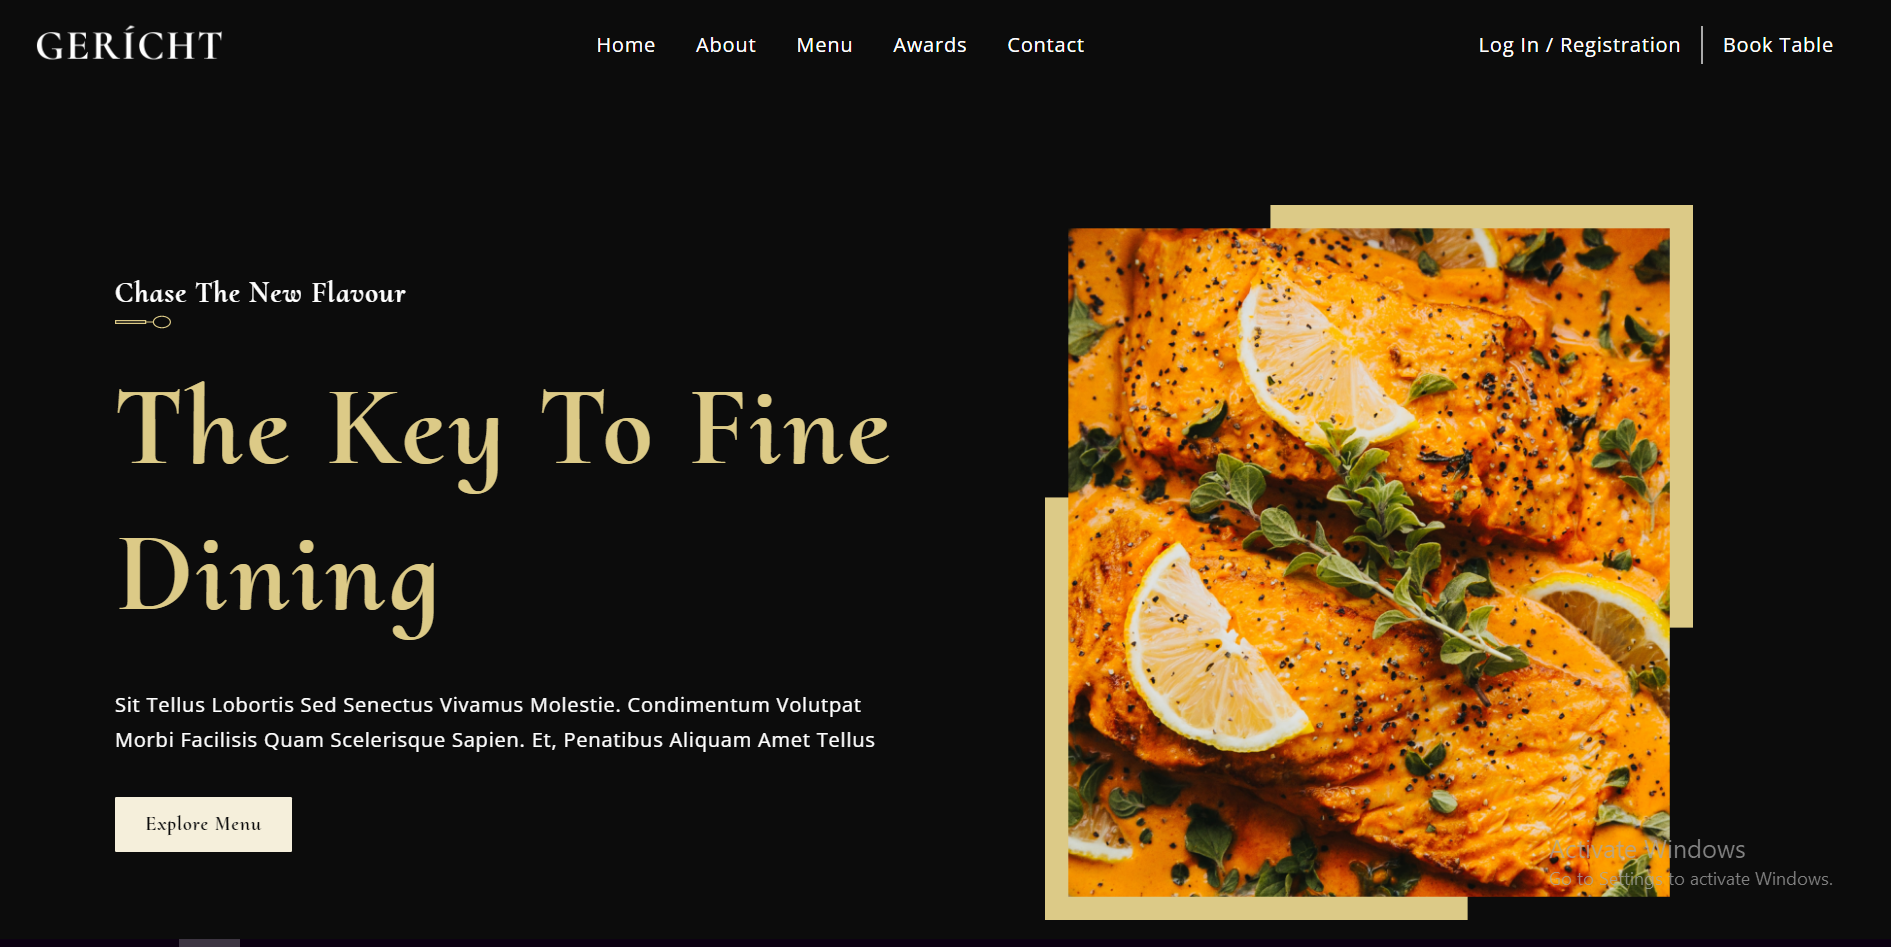 GERÍCHT
Home About Menu Awards Contact
Log In / Registration Book Table
Chase The New Flavour
The Key To Fine
Dining
Sit Tellus Lobortis Sed Senectus Vivamus Molestie. Condimentum Volutpat
Morbi Facilisis Quam Scelerisque Sapien. Et, Penatibus Aliquam Amet Tellus
Explore Menu
Activate Windows
Go to Settings to activate Windows.